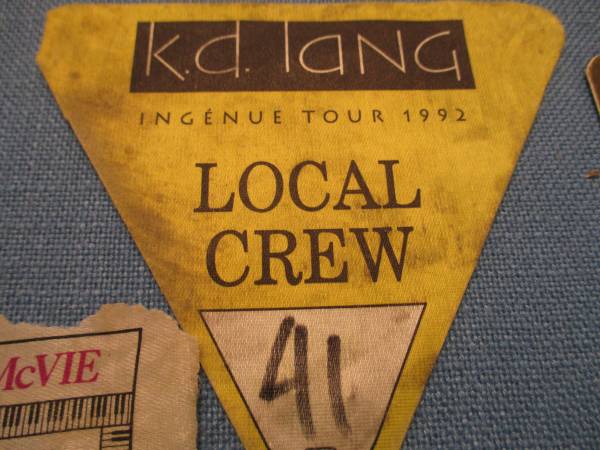 k.d. lang
INGÉNUE TOUR 1992
LOCAL
CREW
41
McVIE